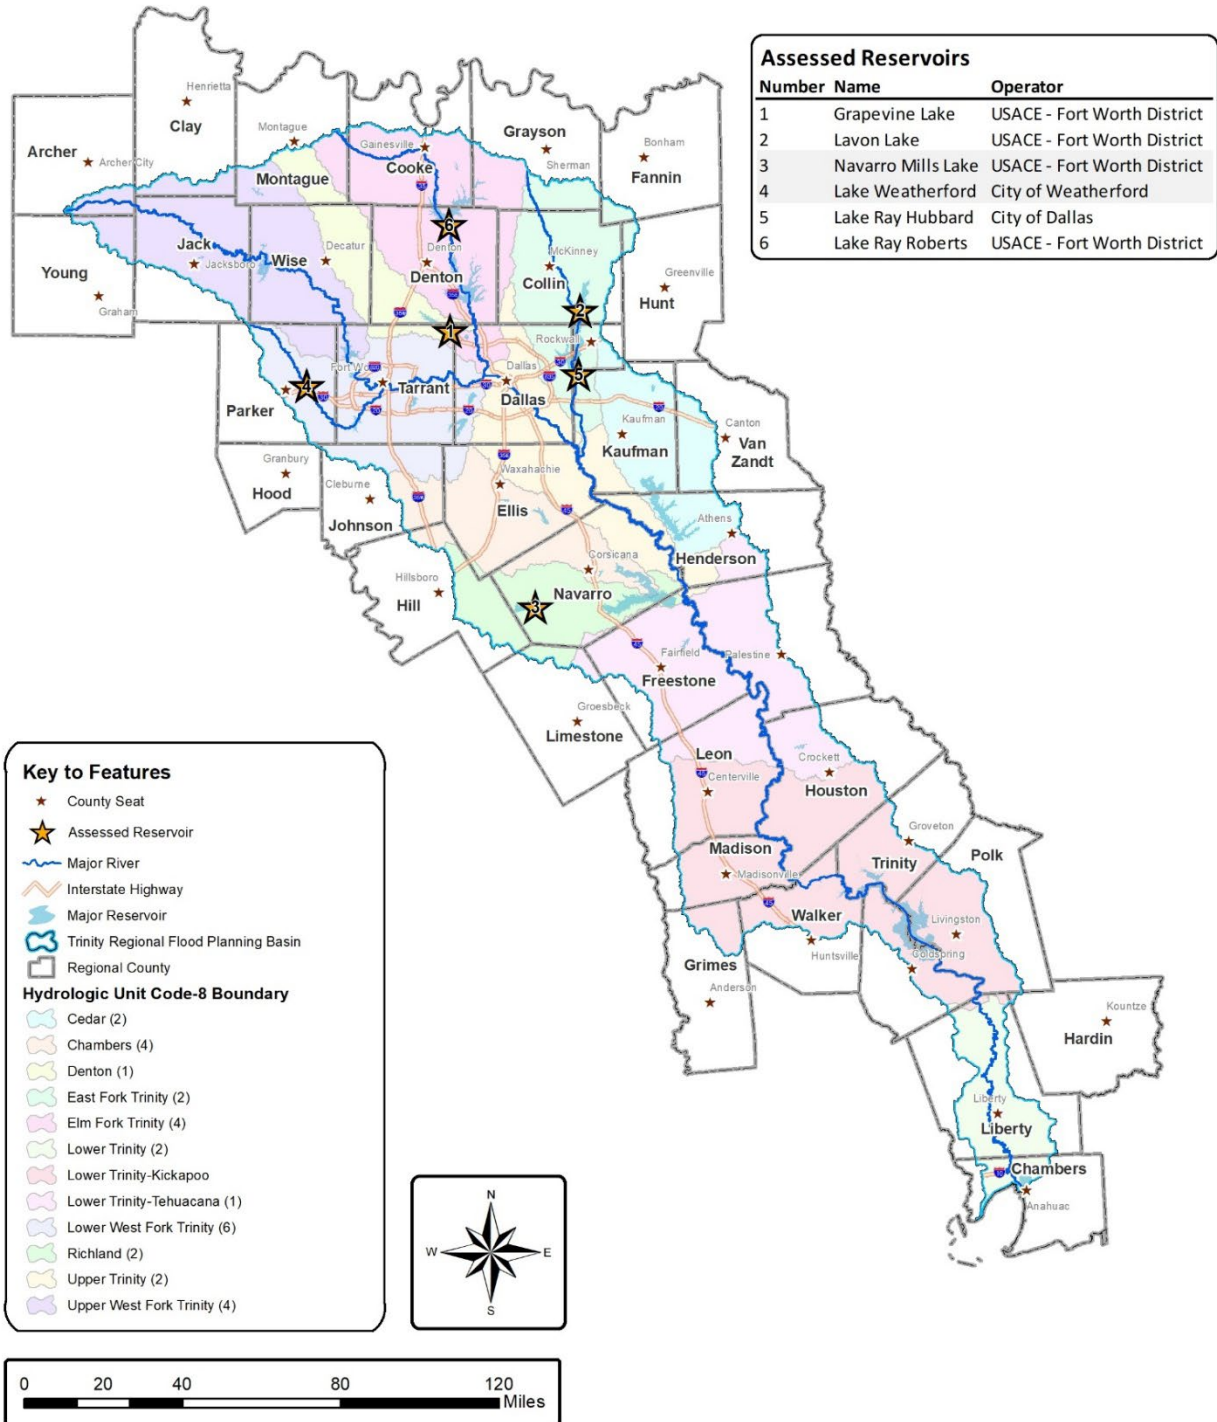 Assessed Reservoirs
Number Name Operator
1 Grapevine Lake USACE - Fort Worth District
2 Lavon Lake USACE - Fort Worth District
3 Navarro Mills Lake USACE - Fort Worth District
4 Lake Weatherford City of Weatherford
5 Lake Ray Hubbard City of Dallas
6 Lake Ray Roberts USACE - Fort Worth District
Henrietta
Clay
Montague
Gainesville
Grayson
Sherman
Bonham
Fannin
Archer
Archer City
Montague
Cooke
6
Jack
Jacksboro
Wise
Decatur
Denton
Denton
McKinney
Collin
Young
Graham
Greenville
Hunt
2
1
Rockwall
5
4
Tarrant
Dallas
Dallas
Parker
Kaufman
Kaufman
Canton
Van
Zandt
Granbury
Hood
Cleburne
Johnson
Waxahachie
Ellis
Athens
Henderson
Corsicana
Hillsboro
Hill
3
Navarro
Fairfield
Freestone
Palestine
Groesbeck
Limestone
Leon
Centerville
Crockett
Houston
Groveton
Madison
Madisonville
Trinity
Polk
Walker
Huntsville
Livingston
Coldspring
Grimes
Anderson
Kountze
Hardin
Liberty
Liberty
Chambers
Anahuac
Key to Features
County Seat
Assessed Reservoir
Major River
Interstate Highway
Major Reservoir
Trinity Regional Flood Planning Basin
Regional County
Hydrologic Unit Code-8 Boundary
Cedar (2)
Chambers (4)
Denton (1)
East Fork Trinity (2)
Elm Fork Trinity (4)
Lower Trinity (2)
Lower Trinity-Kickapoo
Lower Trinity-Tehuacana (1)
Lower West Fork Trinity (6)
Richland (2)
Upper Trinity (2)
Upper West Fork Trinity (4)
N
W E
S
0 20 40 80 120
Miles